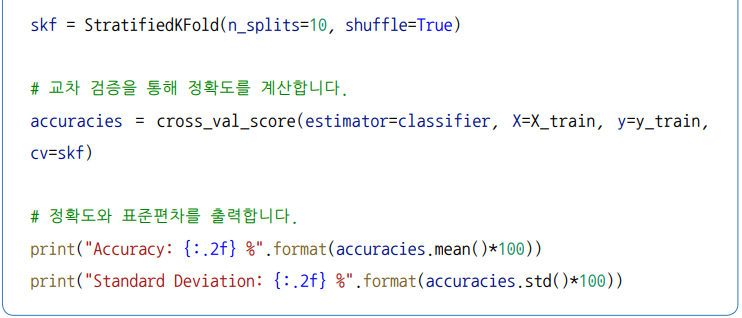 skf = StratifiedKFold(n_splits=10, shuffle=True)
# 교차 검증을 통해 정확도를 계산합니다.
accuracies = cross_val_score(estimator=classifier, X=X_train, y=y_train,
cv=skf)
# 정확도와 표준편차를 출력합니다.
print("Accuracy: {:.2f} %".format(accuracies.mean()*100))
print("Standard Deviation: {:.2f} %".format(accuracies.std()*100))